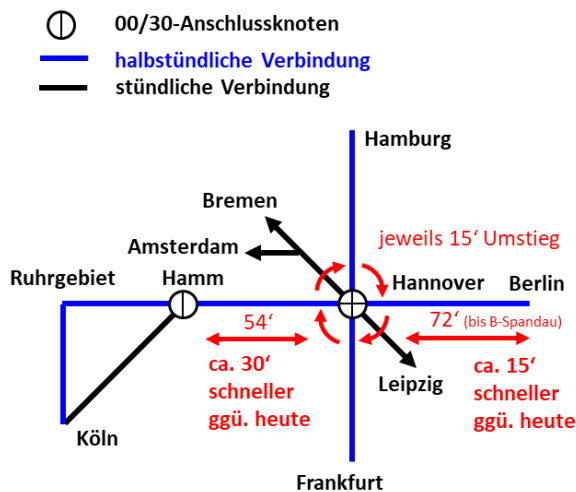 00/30-Anschlussknoten
halbstündliche Verbindung
stündliche Verbindung
Hamburg
Bremen
jeweils 15‘ Umstieg
Amsterdam
Ruhrgebiet
Hamm
Hannover
Berlin
54‘
72‘ (bis B-Spandau)
ca. 30‘
schneller
ggü. heute
Leipzig
ca. 15‘
schneller
ggü. heute
Köln
Frankfurt